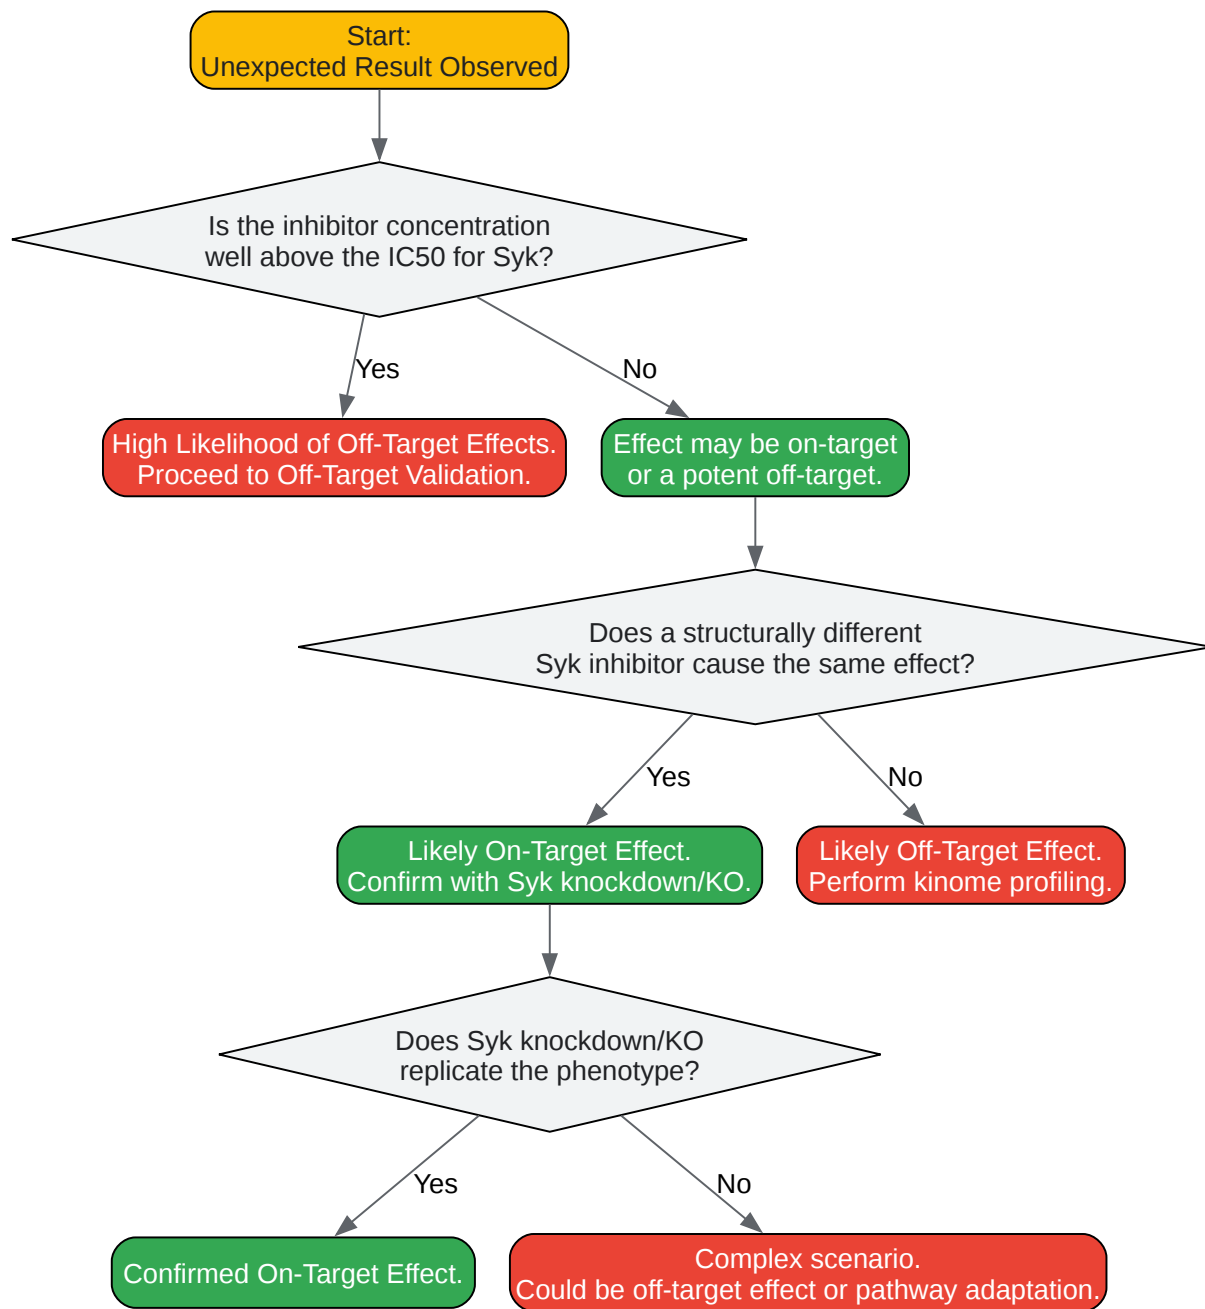 Start:
Unexpected Result Observed
Is the inhibitor concentration
well above the IC50 for Syk?
Yes
No
High Likelihood of Off-Target Effects.
Proceed to Off-Target Validation.
Effect may be on-target
or a potent off-target.
Does a structurally different
Syk inhibitor cause the same effect?
Yes
No
Likely On-Target Effect.
Confirm with Syk knockdown/KO.
Likely Off-Target Effect.
Perform kinome profiling.
Does Syk knockdown/KO
replicate the phenotype?
Yes
No
Confirmed On-Target Effect.
Complex scenario.
Could be off-target effect or pathway adaptation.